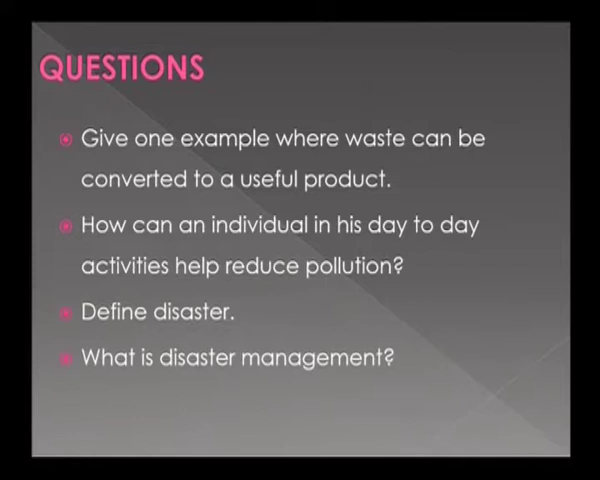 QUESTIONS
Give one example where waste can be
converted to a useful product.
How can an individual in his day to day
activities help reduce pollution?
Define disaster.
What is disaster management?